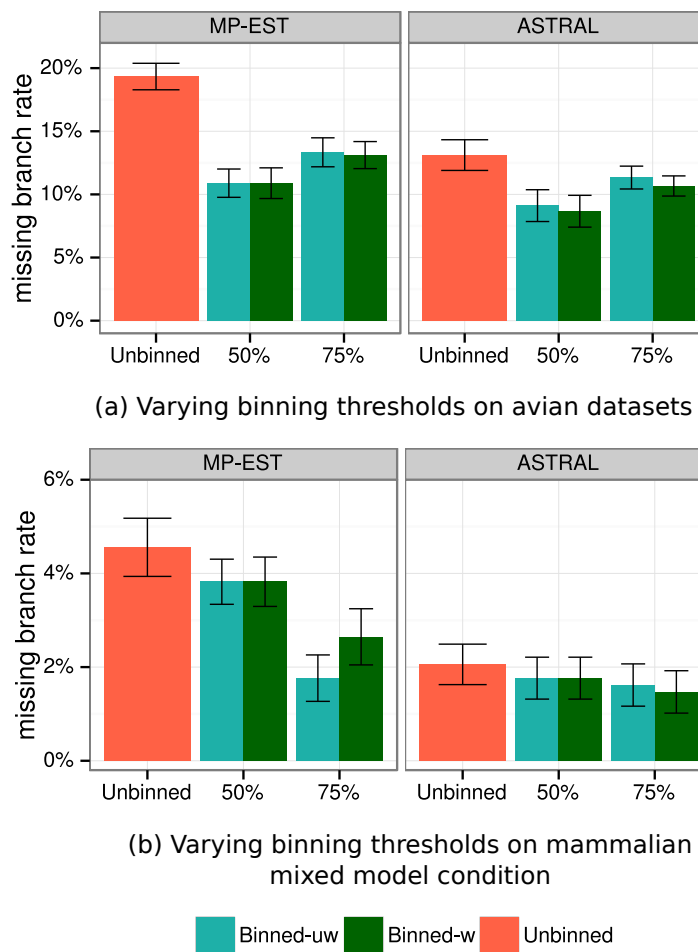 MP-EST ASTRAL
missing branch rate
20%
15%
10%
5%
0%
Unbinned 50% 75% Unbinned 50% 75%
(a) Varying binning thresholds on avian datasets
MP-EST ASTRAL
missing branch rate
6%
4%
2%
0%
Unbinned 50% 75% Unbinned 50% 75%
(b) Varying binning thresholds on mammalian
mixed model condition
Binned-uw Binned-w Unbinned